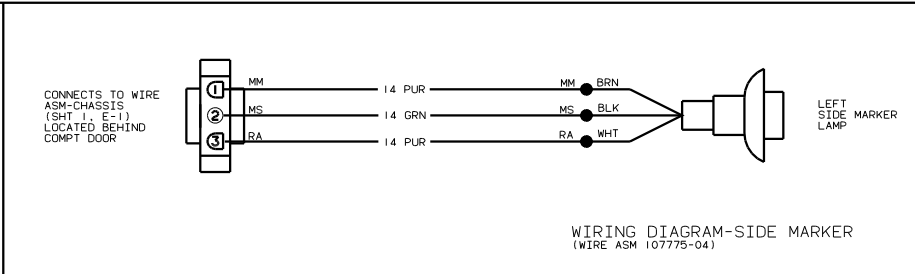 CONNECTS TO WIRE
ASM-CHASSIS
(SHT 1, E-1)
LOCATED BEHIND
COMPT DOOR
1 MM 14 PUR MM BRN
2 MS 14 GRN MS BLK
3 RA 14 PUR RA WHT
LEFT
SIDE MARKER
LAMP
WIRING DIAGRAM-SIDE MARKER
(WIRE ASM 107775-04)